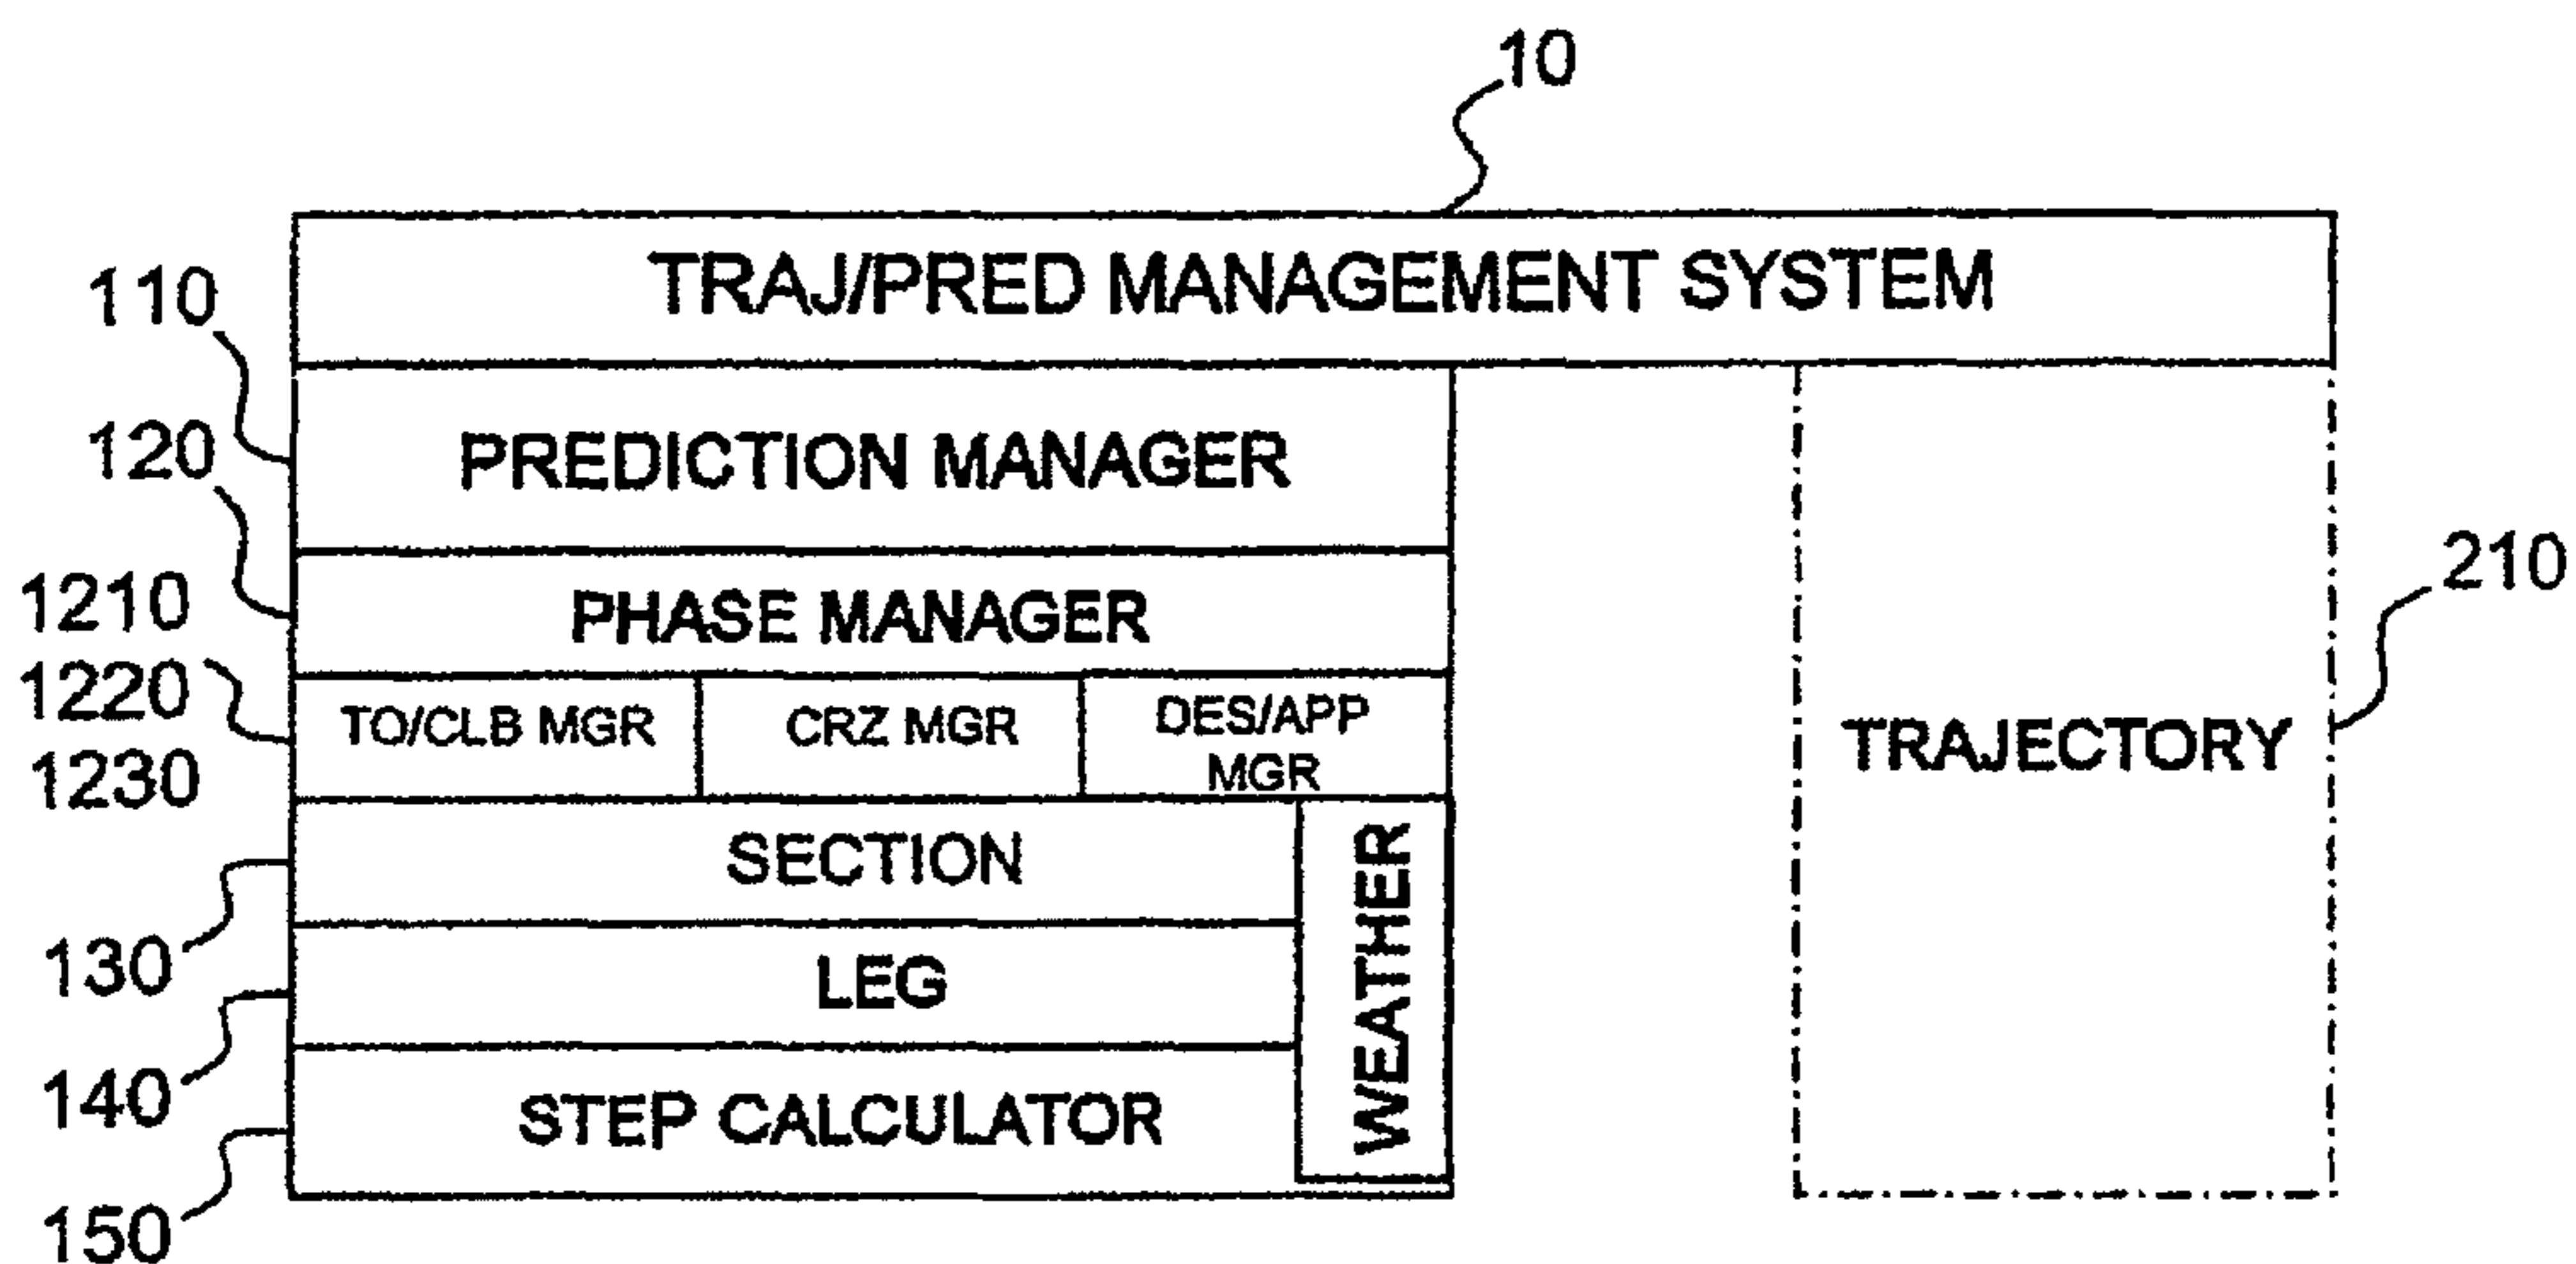 10
TRAJ/PRED MANAGEMENT SYSTEM
110
PREDICTION MANAGER
120
PHASE MANAGER
1210
1220
1230
TO/CLB MGR
CRZ MGR
DES/APP
MGR
SECTION
130
LEG
140
STEP CALCULATOR
150
WEATHER
TRAJECTORY
210